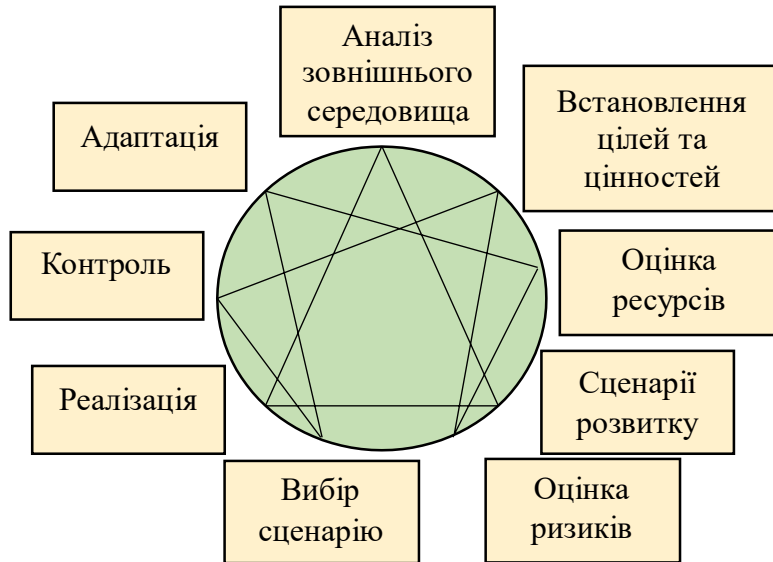 Аналіз
зовнішнього
середовища
Встановлення
цілей та
цінностей
Оцінка
ресурсів
Сценарії
розвитку
Оцінка
ризиків
Вибір
сценарію
Реалізація
Контроль
Адаптація